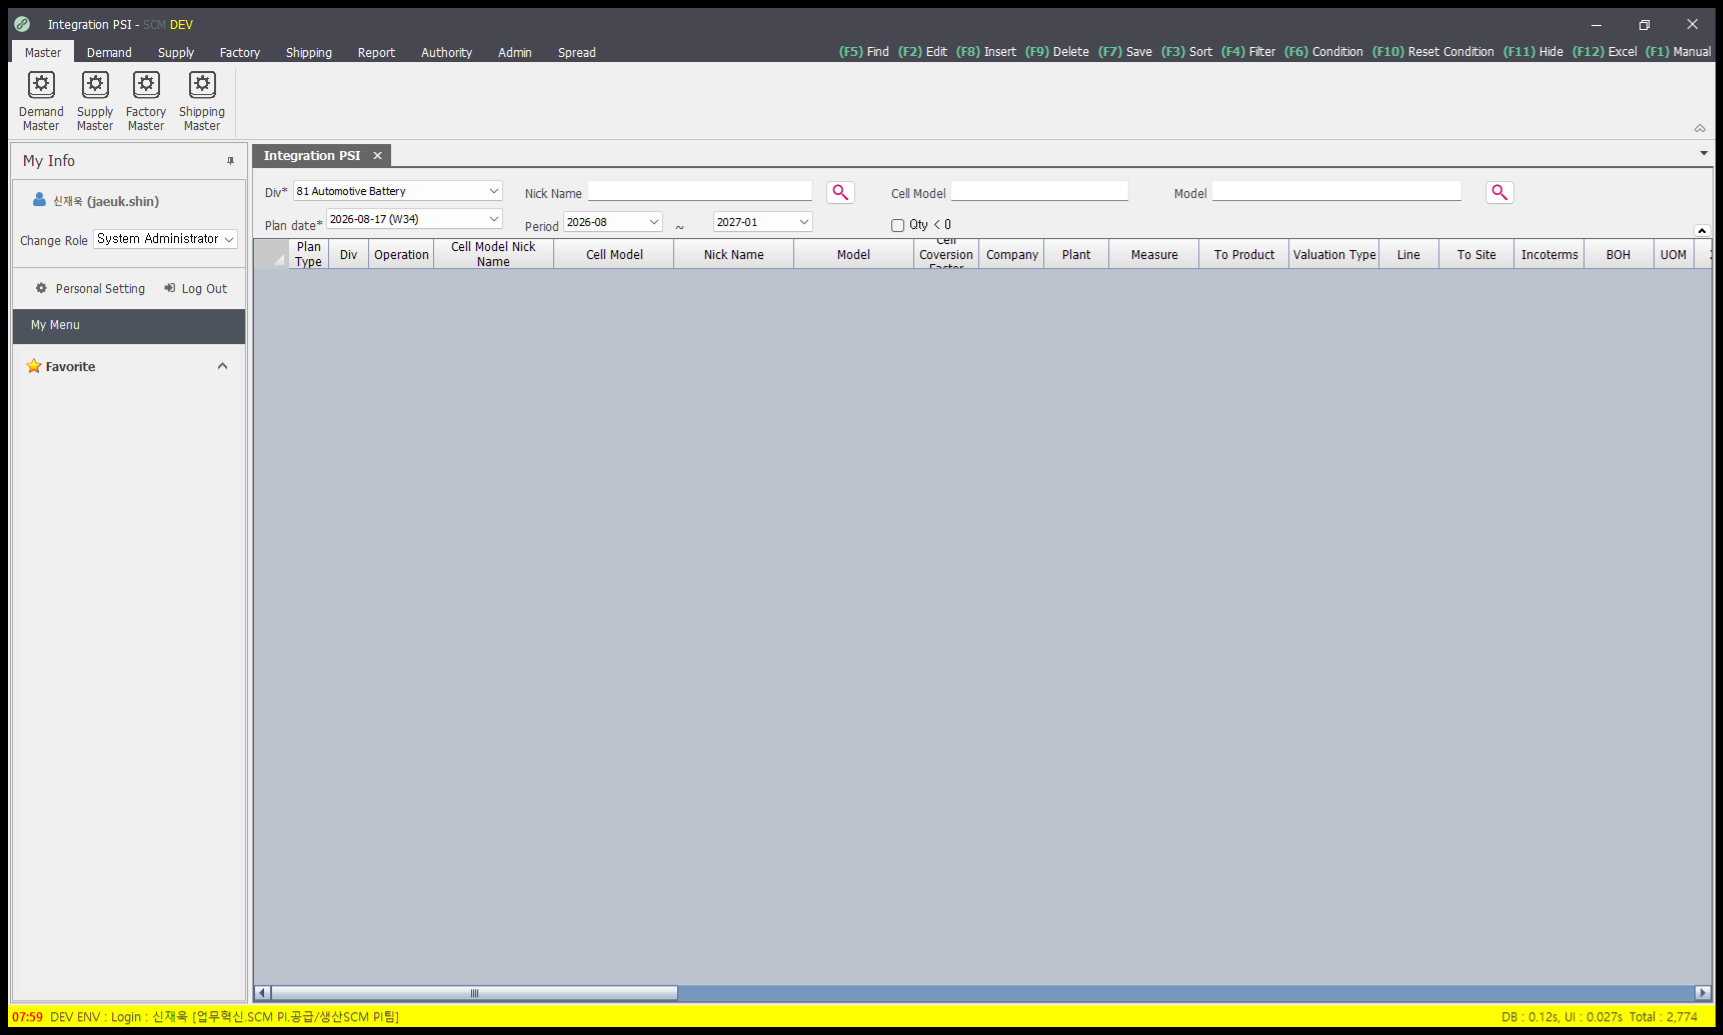 Integration PSI - SCM DEV
Master Demand Supply Factory Shipping Report Authority Admin Spread
(F5) Find (F2) Edit (F8) Insert (F9) Delete (F7) Save (F3) Sort (F4) Filter (F6) Condition (F10) Reset Condition (F11) Hide (F12) Excel (F1) Manual
Demand Master
Supply Master
Factory Master
Shipping Master
My Info
신재욱 (jaeuk.shin)
Change Role System Administrator
Personal Setting Log Out
My Menu
Favorite
Integration PSI
Div* 81 Automotive Battery Nick Name Cell Model Model
Plan date* 2026-08-17 (W34) Period 2026-08 ~ 2027-01 Qty < 0
Plan Type Div Operation Cell Model Nick Name Cell Model Nick Name Model Cell Coversion Factor Company Plant Measure To Product Valuation Type Line To Site Incoterms BOH UOM
07:59 DEV ENV : Login : 신재욱 [업무혁신.SCM PI.공급/생산SCM PI팀]
DB : 0.12s, UI : 0.027s Total : 2,774